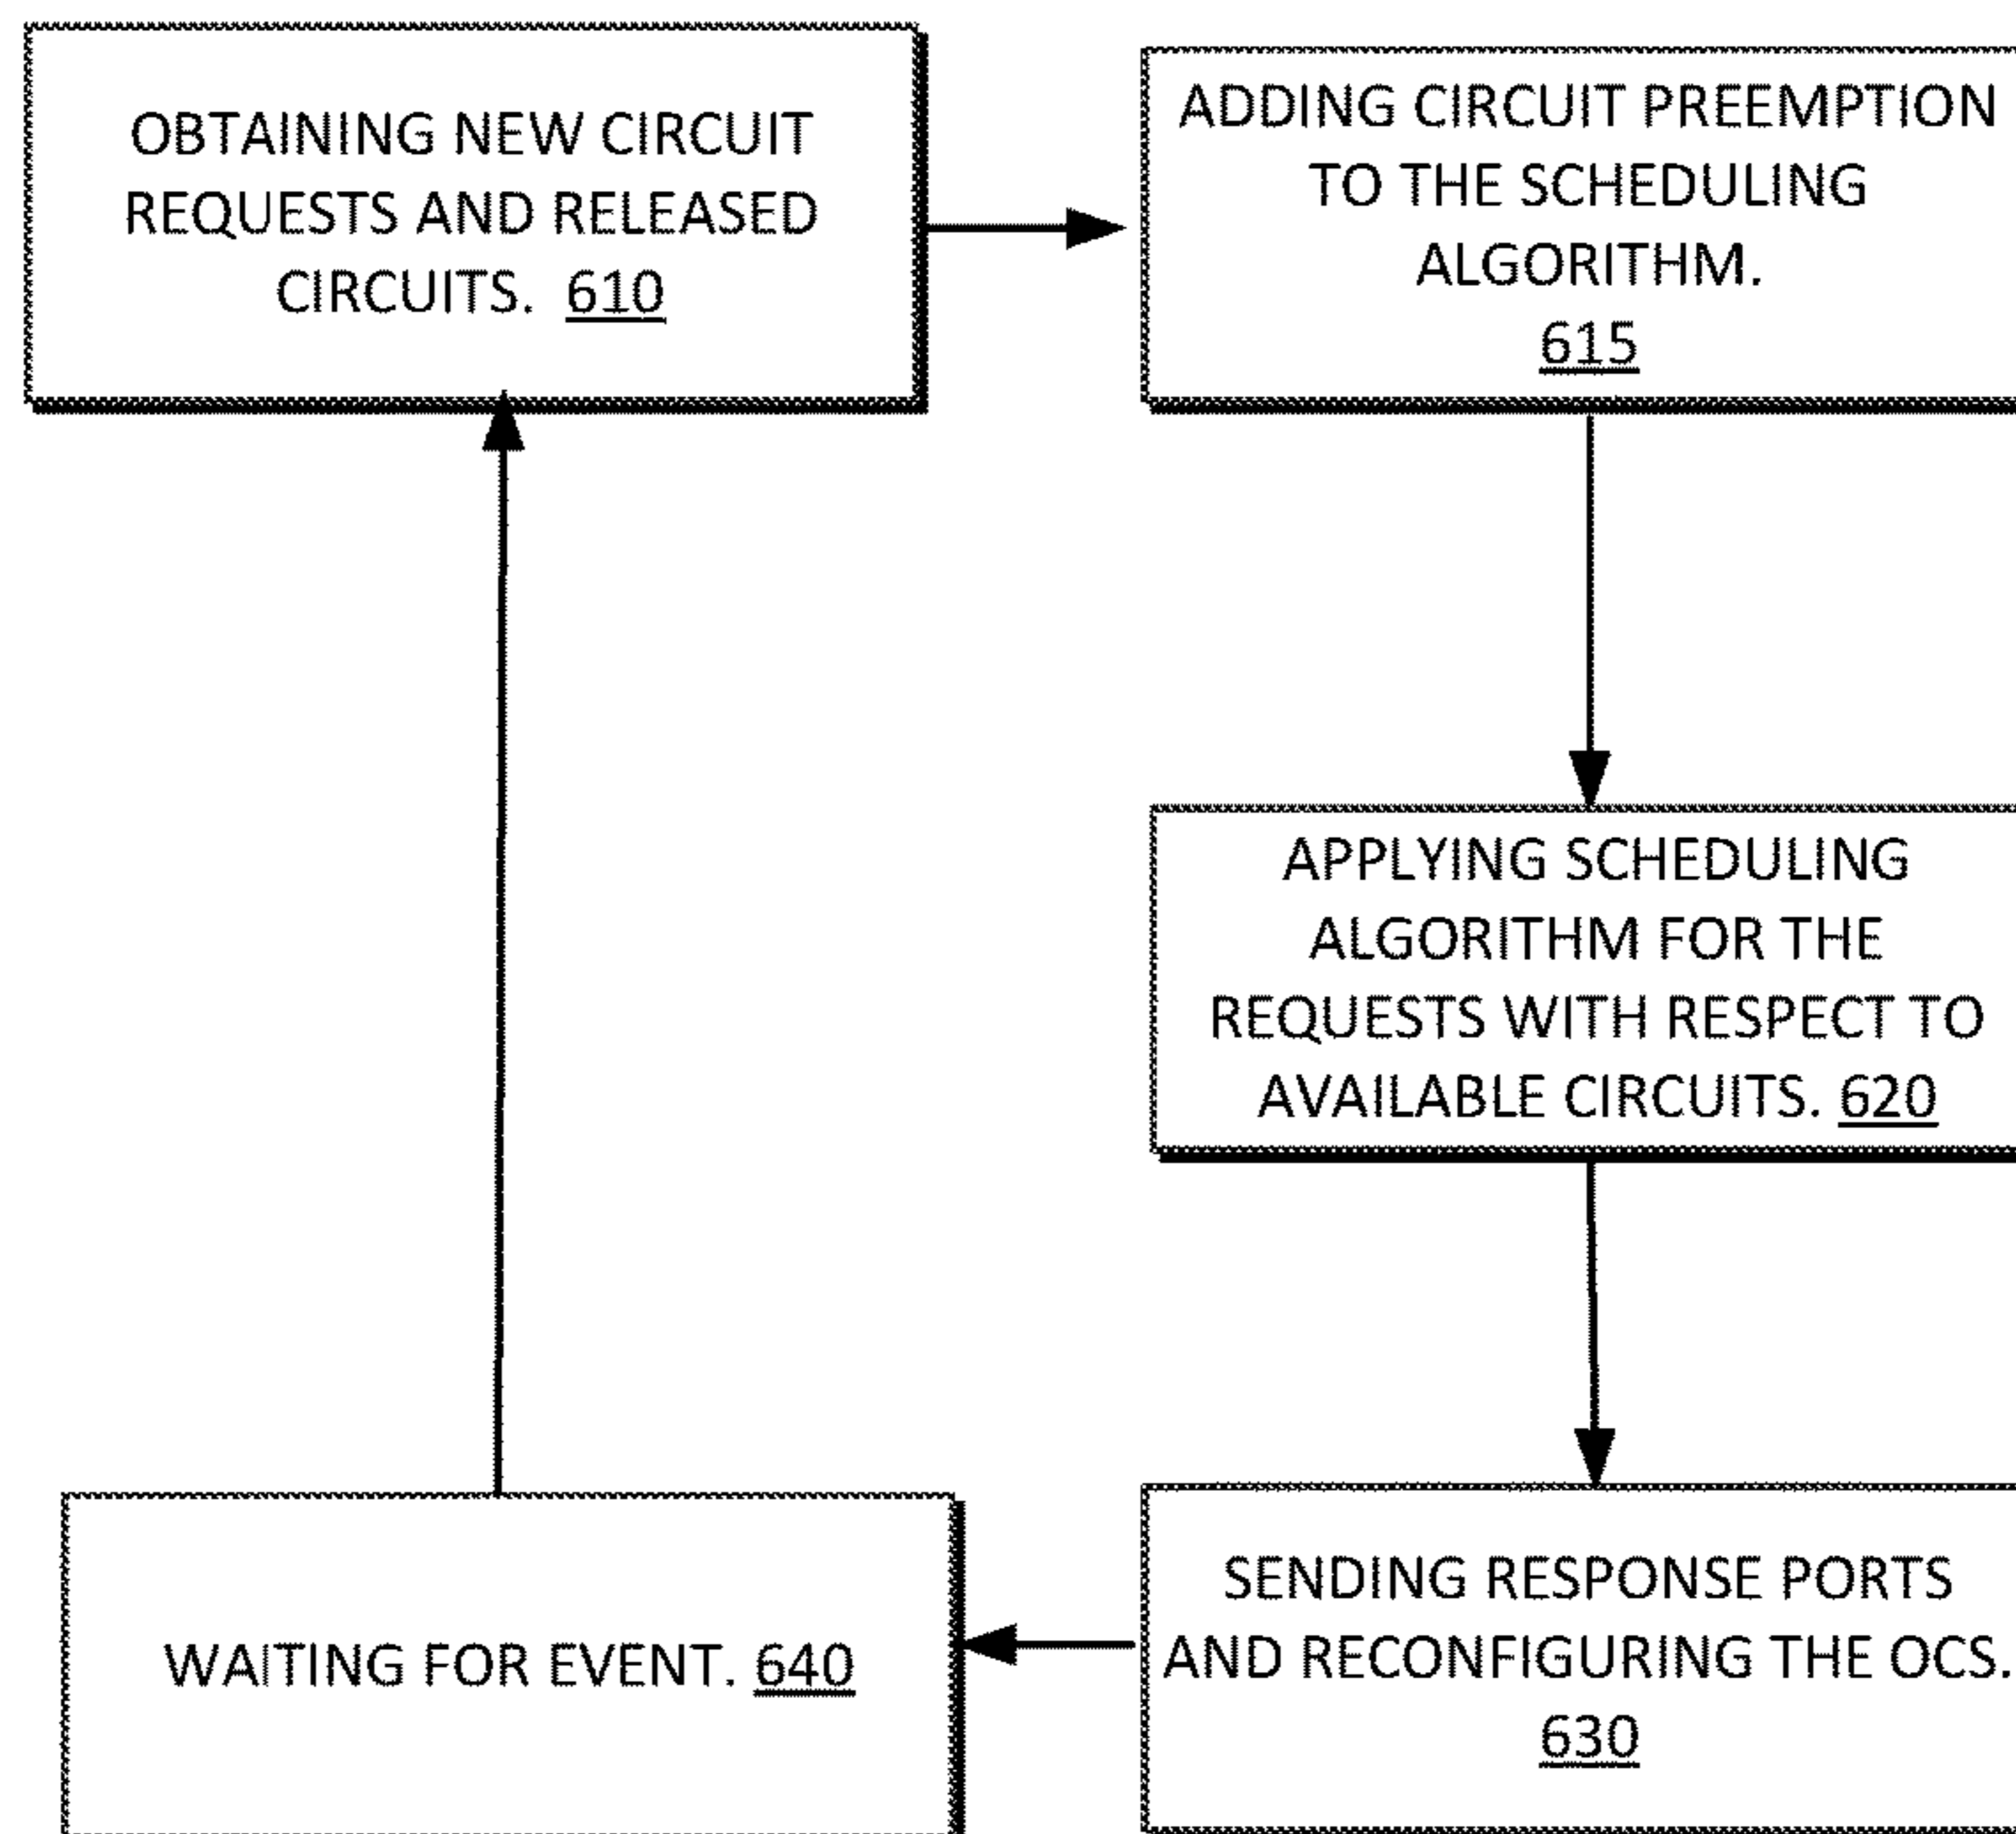 OBTAINING NEW CIRCUIT
REQUESTS AND RELEASED
CIRCUITS. 610
ADDING CIRCUIT PREEMPTION
TO THE SCHEDULING
ALGORITHM.
615
APPLYING SCHEDULING
ALGORITHM FOR THE
REQUESTS WITH RESPECT TO
AVAILABLE CIRCUITS. 620
SENDING RESPONSE PORTS
AND RECONFIGURING THE OCS.
630
WAITING FOR EVENT. 640